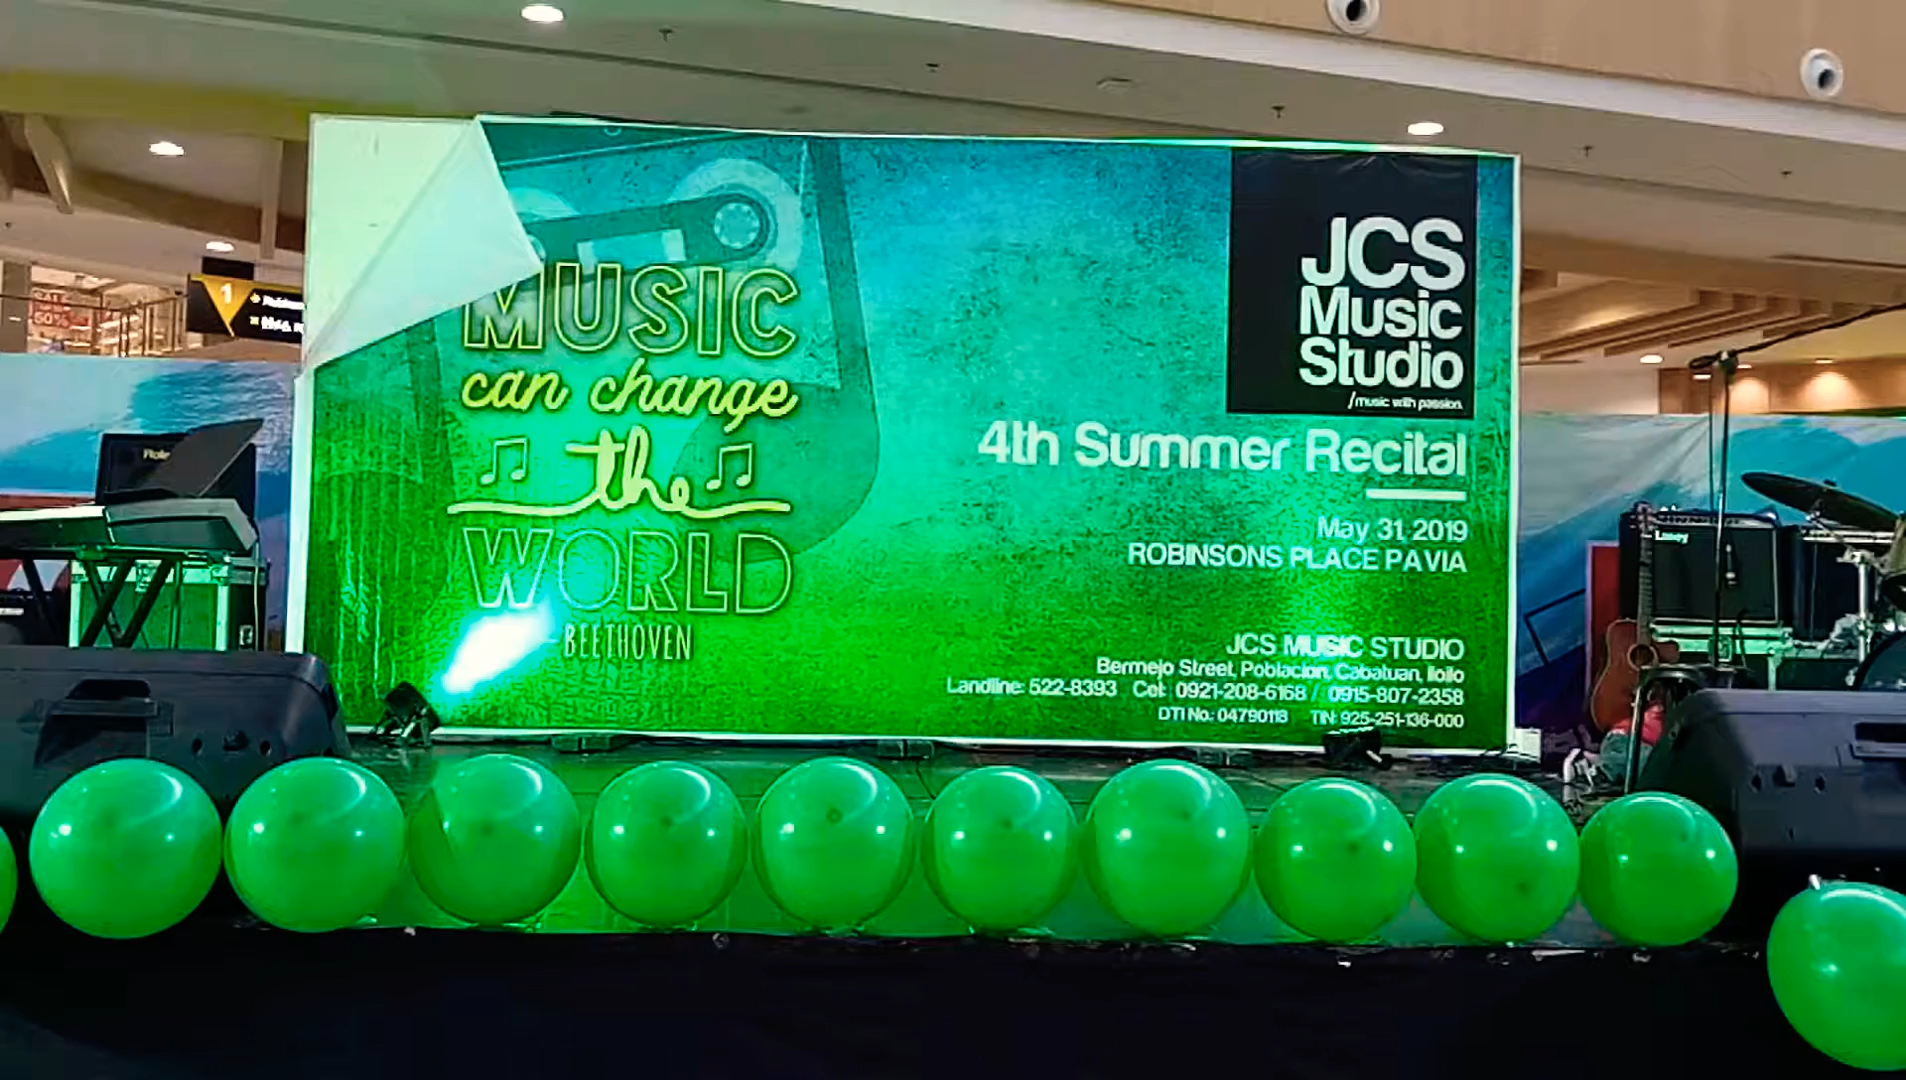 MUSIC
can change
the
WORLD
BEETHOVEN
JCS
Music
Studio
/music with passion.
4th Summer Recital
May 31, 2019
ROBINSONS PLACE PAVIA
JCS MUSIC STUDIO
Bermejo Street, Poblacion, Cabatuan, Iloilo
Landline: 522-8393 Cel: 0921-208-6168 / 0915-807-2358
DTI No.: 04790118 TIN: 925-251-136-000
1
Laney